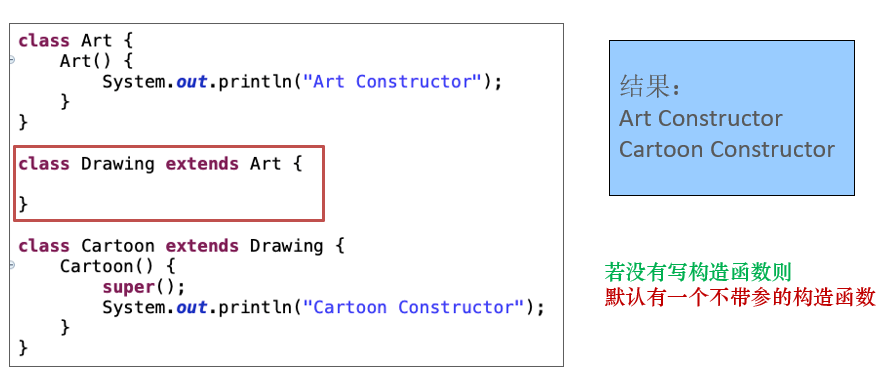 class Art {
    Art() {
        System.out.println("Art Constructor");
    }
}
class Drawing extends Art {
}
class Cartoon extends Drawing {
    Cartoon() {
        super();
        System.out.println("Cartoon Constructor");
    }
}
结果：
Art Constructor
Cartoon Constructor
若没有写构造函数则
默认有一个不带参的构造函数